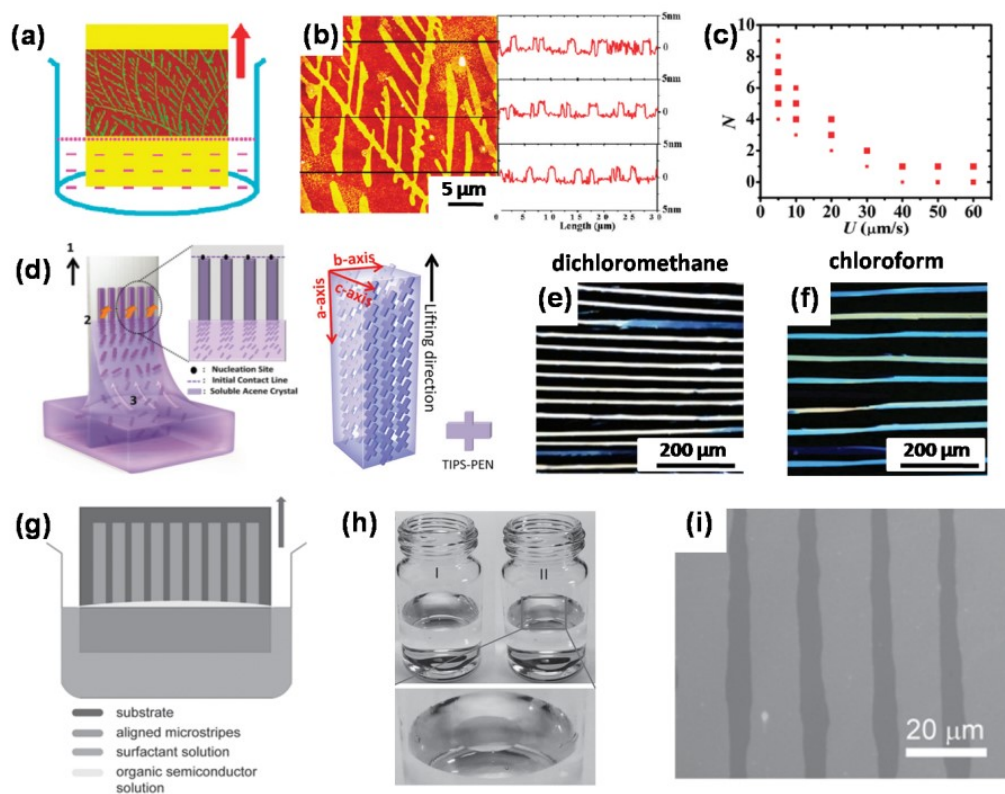 (a)
(b)
5 µm
5nm
0
5nm
0
5nm
0
5nm
0 5 10 15 20 25 30
Length (µm)
(c)
N
10
8
6
4
2
0
0 10 20 30 40 50 60
U (µm/s)
(d)
1
2
3
: Nucleation Site
: Initial Contact Line
: Soluble Acene Crystal
b-axis
c-axis
a-axis
Lifting direction
TIPS-PEN
dichloromethane
(e)
200 µm
chloroform
(f)
200 µm
(g)
substrate
aligned microstripes
surfactant solution
organic semiconductor
solution
(h)
I
II
(i)
20 µm